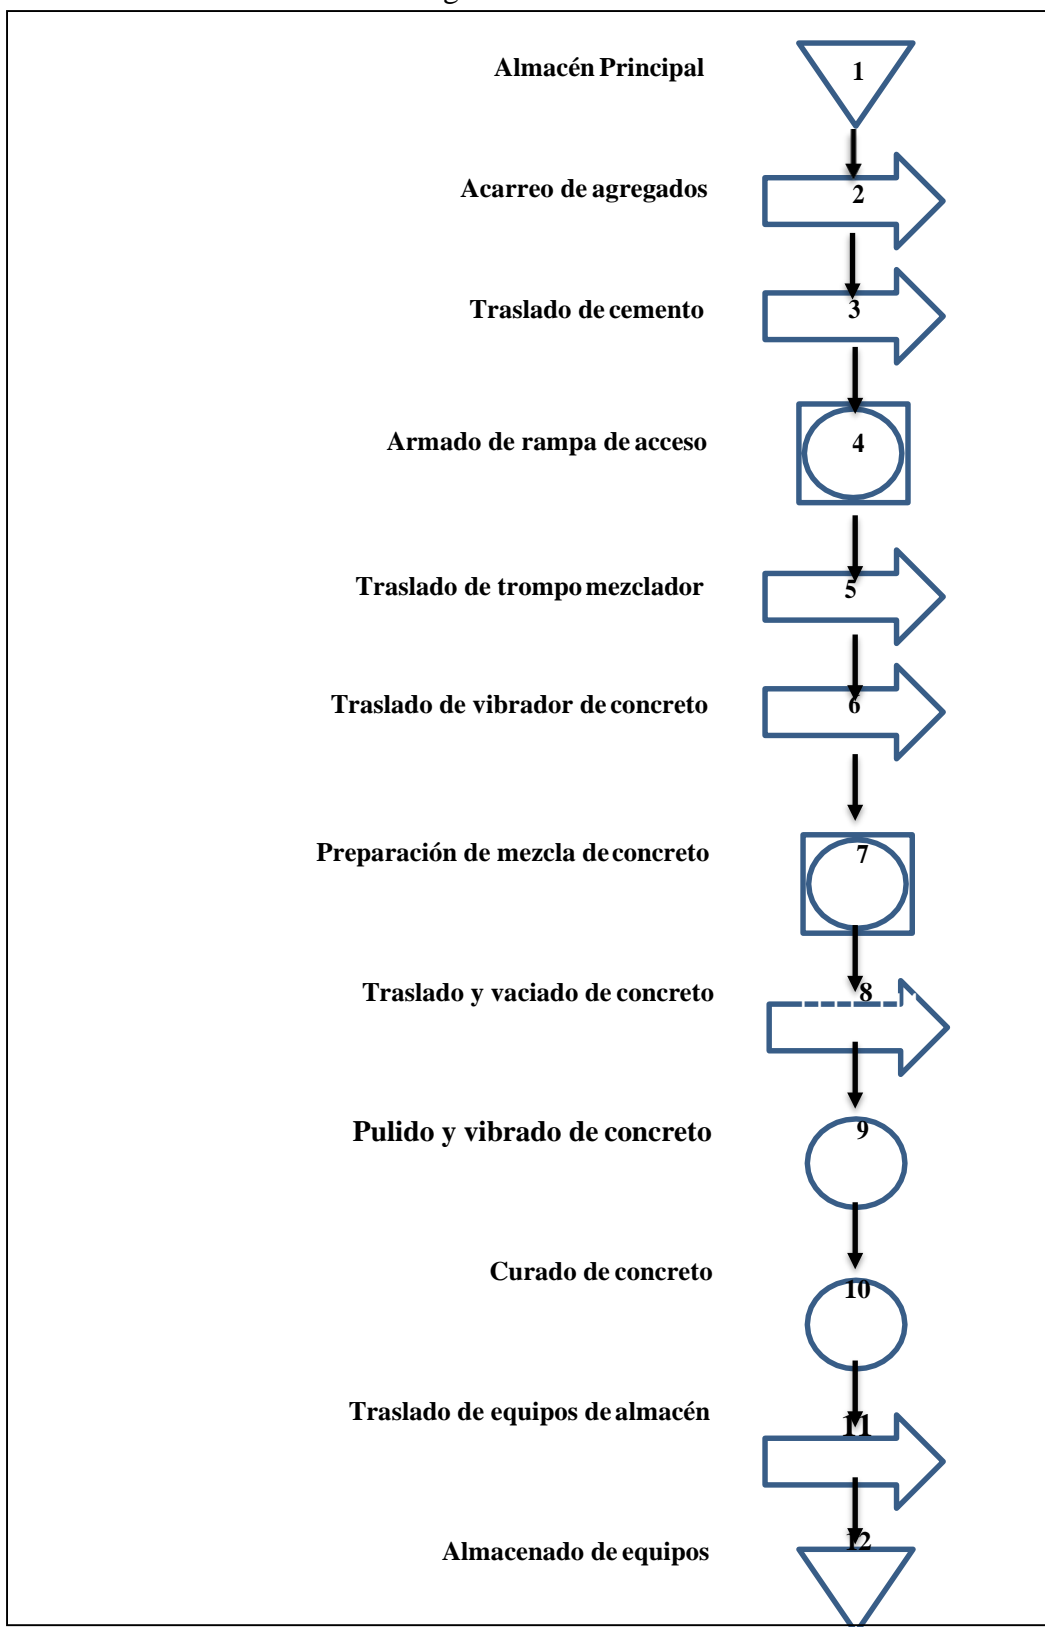 Almacén Principal
1
Acarreo de agregados
2
Traslado de cemento
3
Armado de rampa de acceso
4
Traslado de trompo mezclador
5
Traslado de vibrador de concreto
6
Preparación de mezcla de concreto
7
Traslado y vaciado de concreto
8
Pulido y vibrado de concreto
9
Curado de concreto
10
Traslado de equipos de almacén
11
Almacenado de equipos
12